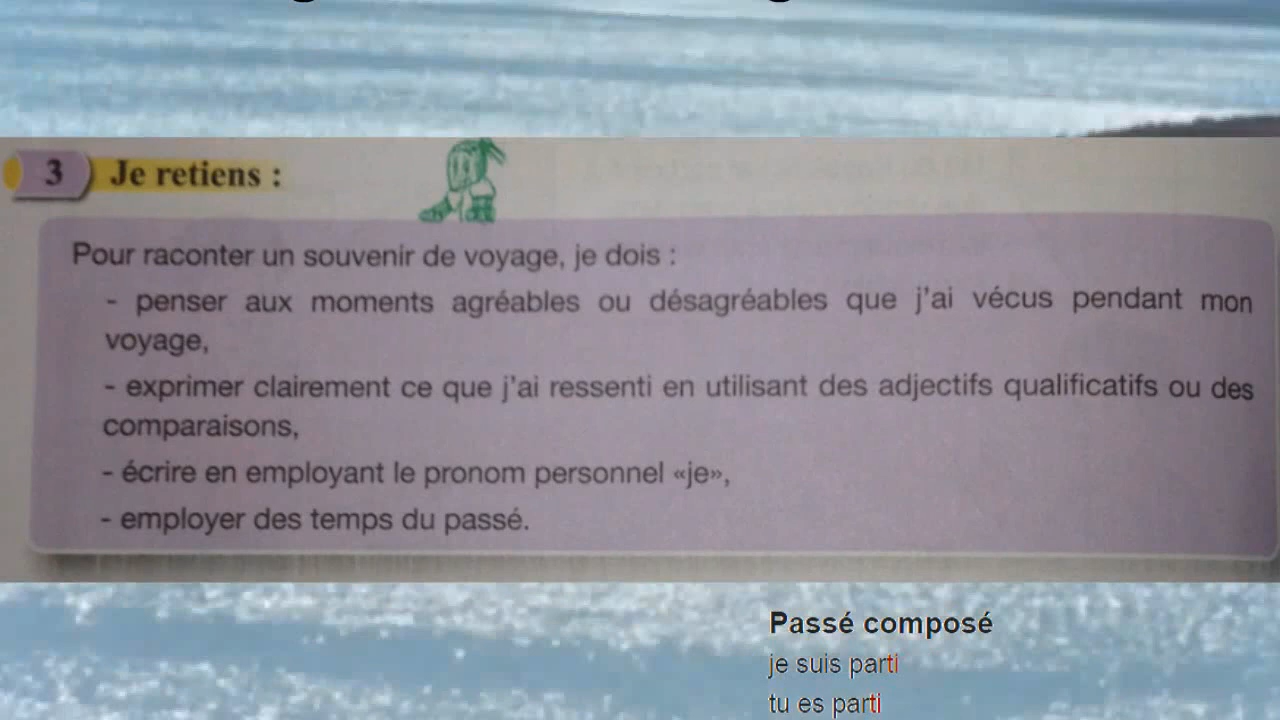 3 Je retiens :
Pour raconter un souvenir de voyage, je dois :
- penser aux moments agréables ou désagréables que j'ai vécus pendant mon
voyage,
- exprimer clairement ce que j'ai ressenti en utilisant des adjectifs qualificatifs ou des
comparaisons,
- écrire en employant le pronom personnel «je»,
- employer des temps du passé.
Passé composé
je suis parti
tu es parti